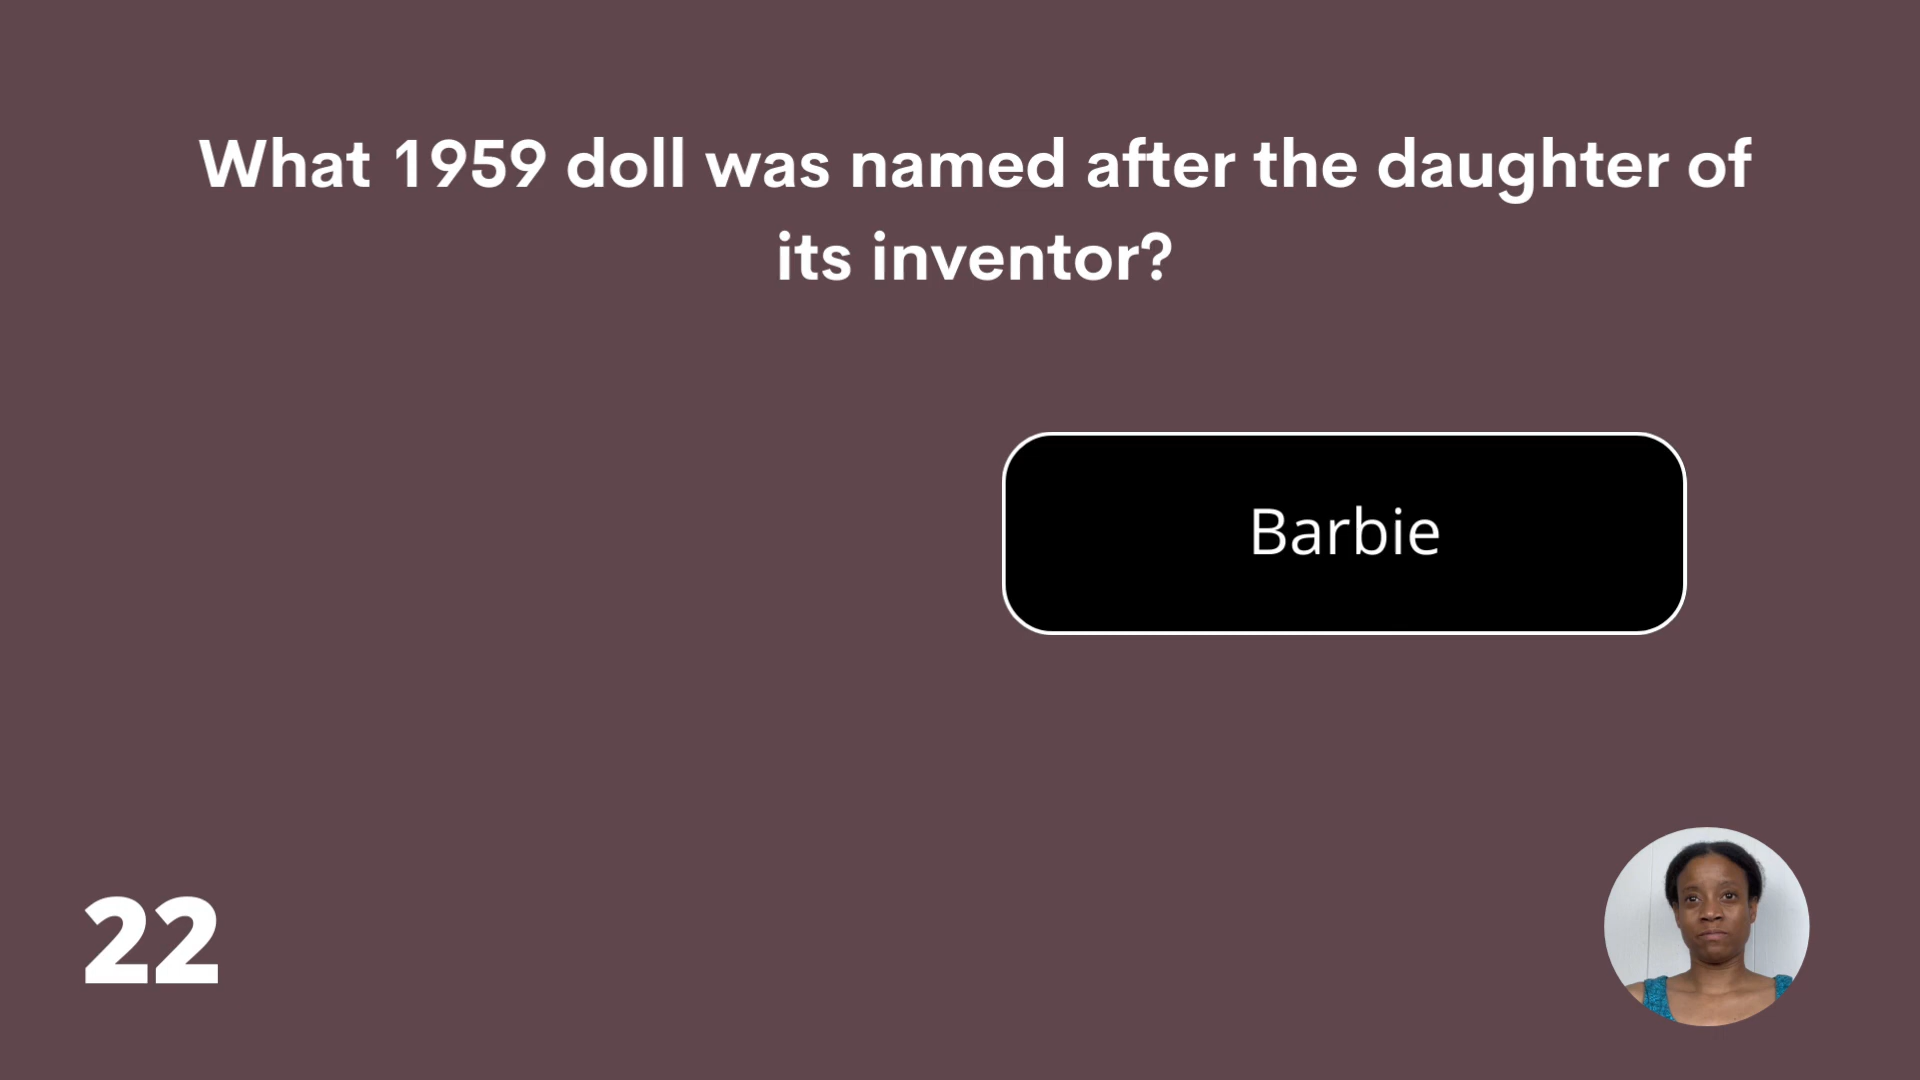 What 1959 doll was named after the daughter of
its inventor?
Barbie
22